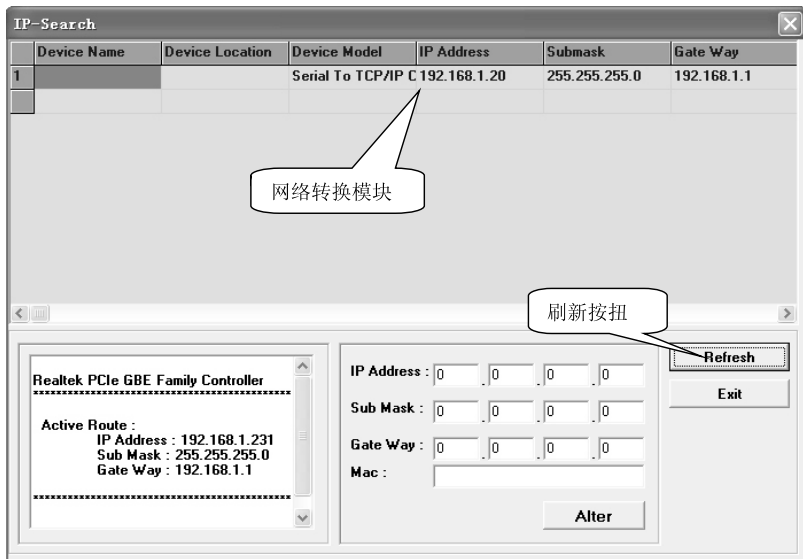 IP-Search
Device Name Device Location Device Model IP Address Submask Gate Way
1 Serial To TCP/IP C 192.168.1.20 255.255.255.0 192.168.1.1
网络转换模块
刷新按扭
Realtek PCIe GBE Family Controller
****************************************
Active Route :
IP Address : 192.168.1.231
Sub Mask : 255.255.255.0
Gate Way : 192.168.1.1
****************************************
IP Address : 0 . 0 . 0 . 0
Sub Mask : 0 . 0 . 0 . 0
Gate Way : 0 . 0 . 0 . 0
Mac :
Alter
Refresh
Exit